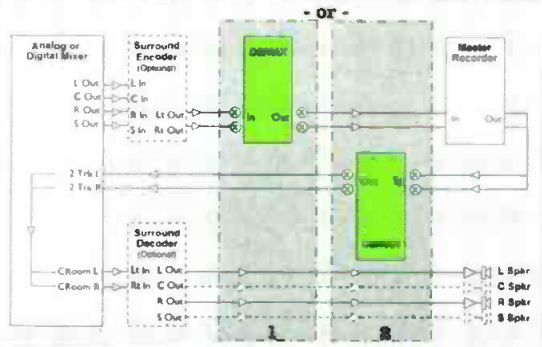 - or -
Analog or
Digital Mixer
Surround
Encoder
(Optional)
DBMAX
Master
Recorder
L Out
L In
C Out
C In
R Out
R In Lt Out
In Out
In Out
S Out
S In Rt Out
2 Trk L
2 Trk R
Out In
Surround
Decoder
(Optional)
CRoom L
Lt In L Out
L Spkr
CRoom R
Rt In C Out
C Spkr
R Out
R Spkr
S Out
S Spkr
1
2